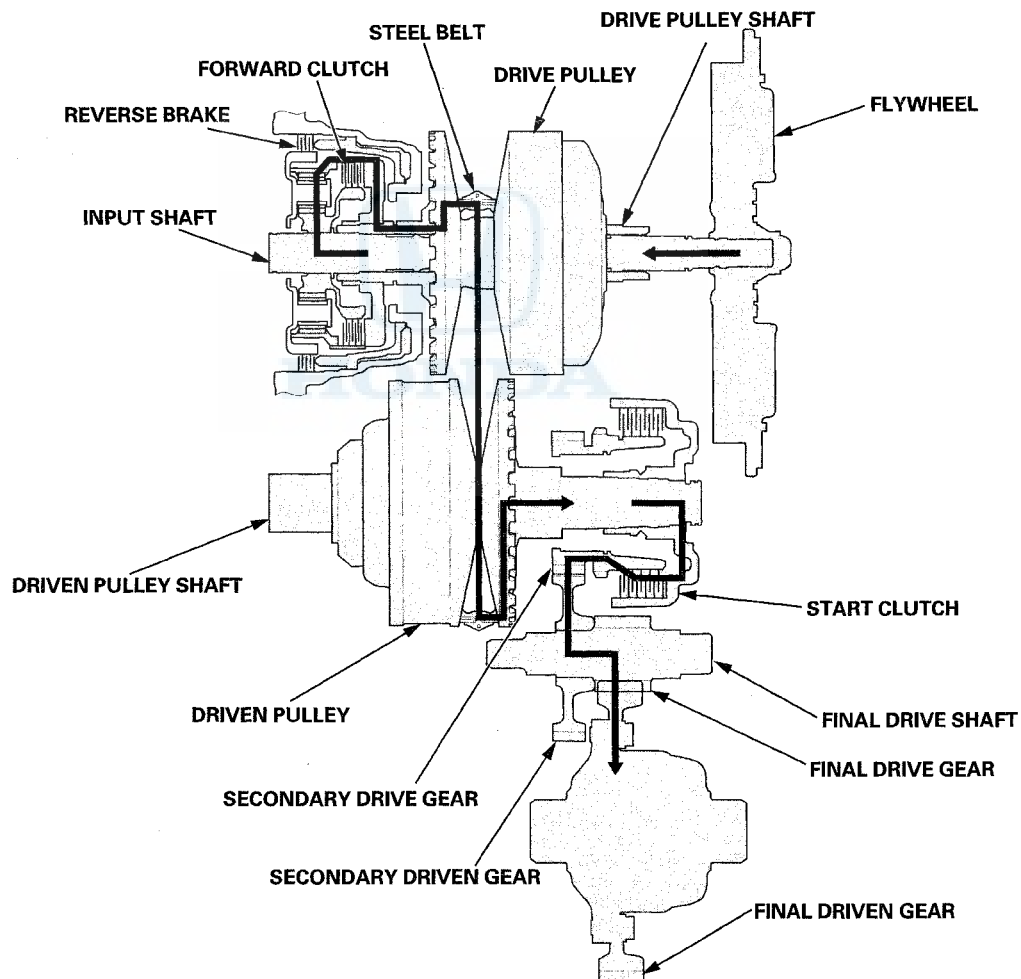 DRIVE PULLEY SHAFT
STEEL BELT
FORWARD CLUTCH
DRIVE PULLEY
REVERSE BRAKE
FLYWHEEL
INPUT SHAFT
HONDA
DRIVEN PULLEY SHAFT
START CLUTCH
DRIVEN PULLEY
FINAL DRIVE SHAFT
FINAL DRIVE GEAR
SECONDARY DRIVE GEAR
SECONDARY DRIVEN GEAR
FINAL DRIVEN GEAR